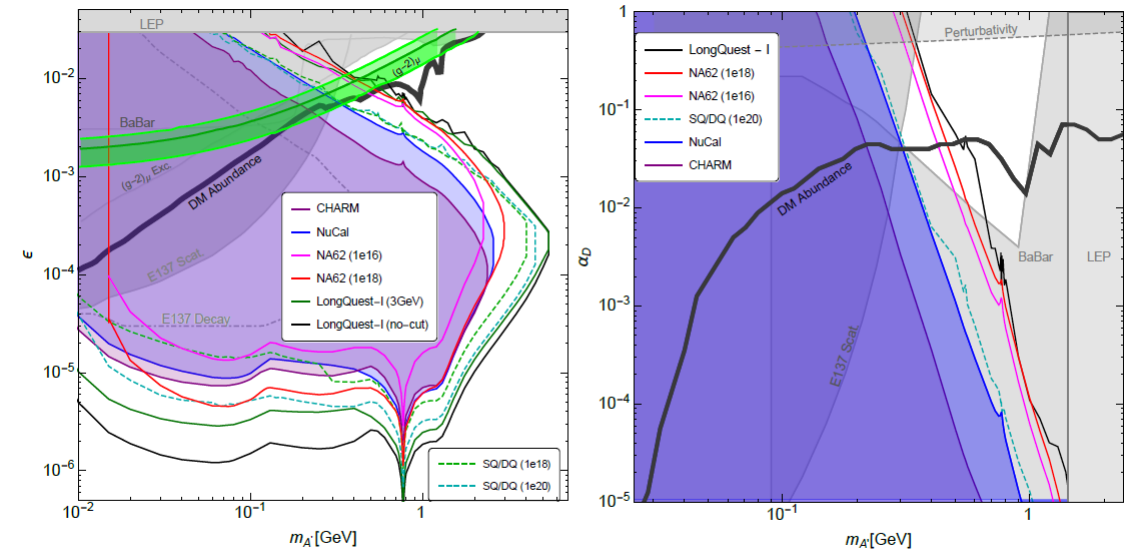 LEP
10⁻²
(g-2)μ
BaBar
(g-2)μ Exc.
10⁻³
DM Abundance
CHARM
NuCal
NA62 (1e16)
NA62 (1e18)
LongQuest-I (3GeV)
LongQuest-I (no-cut)
ϵ
10⁻⁴
E137 Scat.
E137 Decay
10⁻⁵
10⁻⁶
SQ/DQ (1e18)
SQ/DQ (1e20)
10⁻² 10⁻¹ 1
mA'[GeV]
1
Perturbativity
LongQuest - I
NA62 (1e18)
NA62 (1e16)
SQ/DQ (1e20)
NuCal
CHARM
10⁻¹
DM Abundance
10⁻²
αD
BaBar LEP
10⁻³
E137 Scat.
10⁻⁴
10⁻⁵
10⁻¹ 1
mA'[GeV]